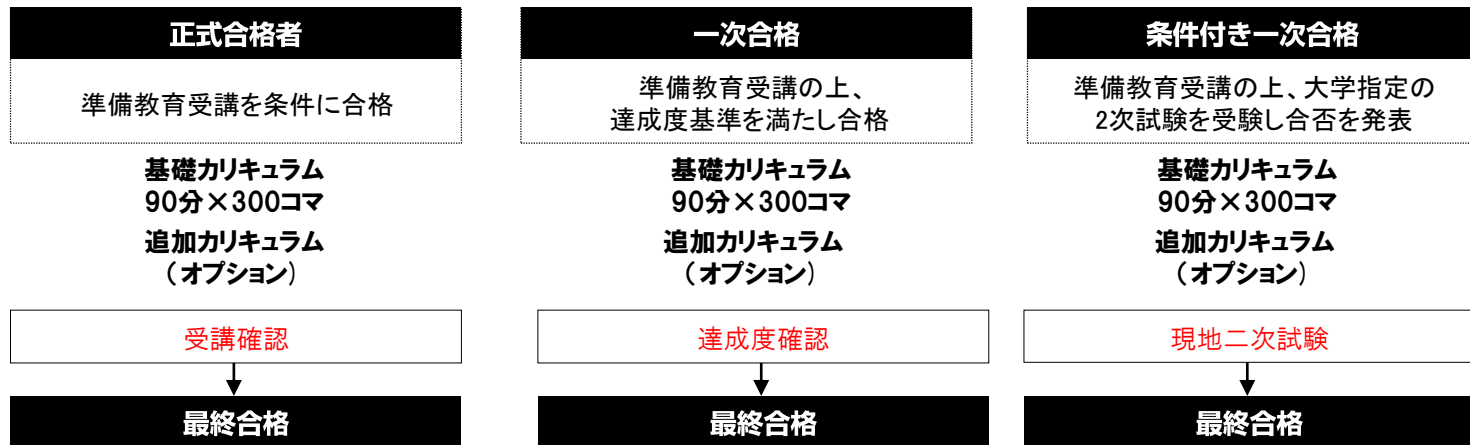 正式合格者
準備教育受講を条件に合格
基礎カリキュラム
90分×300コマ
追加カリキュラム
（オプション）
受講確認
最終合格
一次合格
準備教育受講の上、
達成度基準を満たし合格
基礎カリキュラム
90分×300コマ
追加カリキュラム
（オプション）
達成度確認
最終合格
条件付き一次合格
準備教育受講の上、大学指定の
2次試験を受験し合否を発表
基礎カリキュラム
90分×300コマ
追加カリキュラム
（オプション）
現地二次試験
最終合格